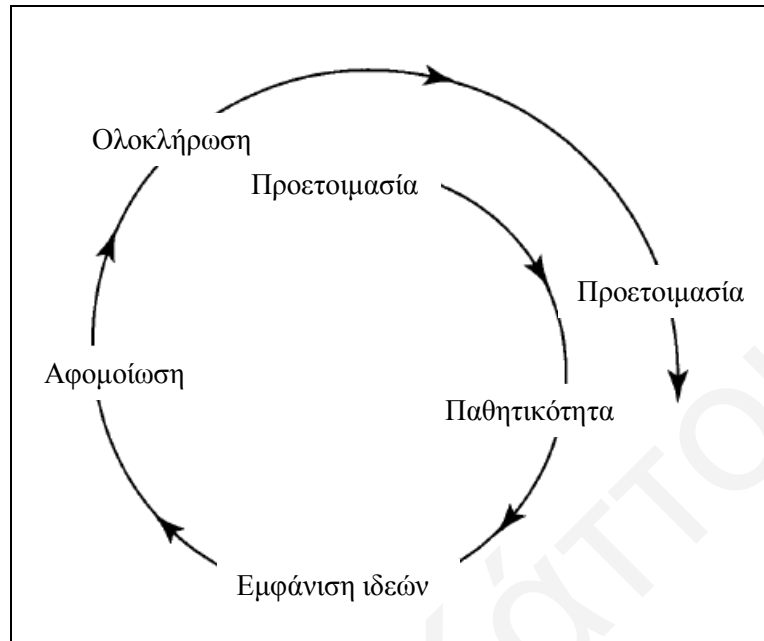 Ολοκλήρωση
Προετοιμασία
Προετοιμασία
Αφομοίωση
Παθητικότητα
Εμφάνιση ιδεών